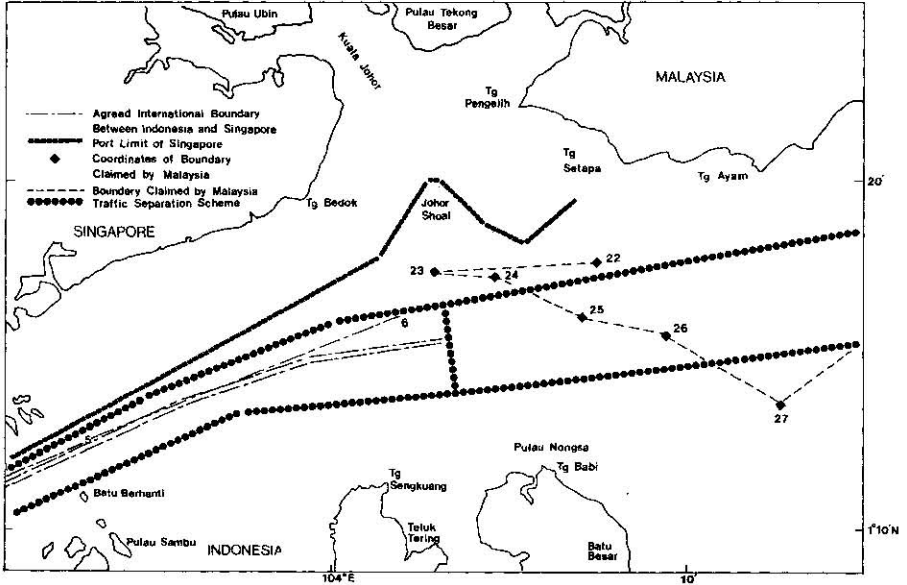 Pulau Ubin
Pulau Tekong
Besar
Kuala Johor
MALAYSIA
Tg
Pengelih
Agreed International Boundary
Between Indonesia and Singapore
Port Limit of Singapore
Coordinates of Boundary
Claimed by Malaysia
Boundary Claimed by Malaysia
Traffic Separation Scheme
Tg
Setapa
Tg Ayam
20'
Tg Bedok
Johor
Shoal
SINGAPORE
23
24
22
25
26
6
27
5
Pulau Nongsa
Tg Babi
Tg
Sengkuang
Batu Berhanti
Teluk
Tering
Pulau Sambu
INDONESIA
Batu
Besar
1°10'N
104°E
10'